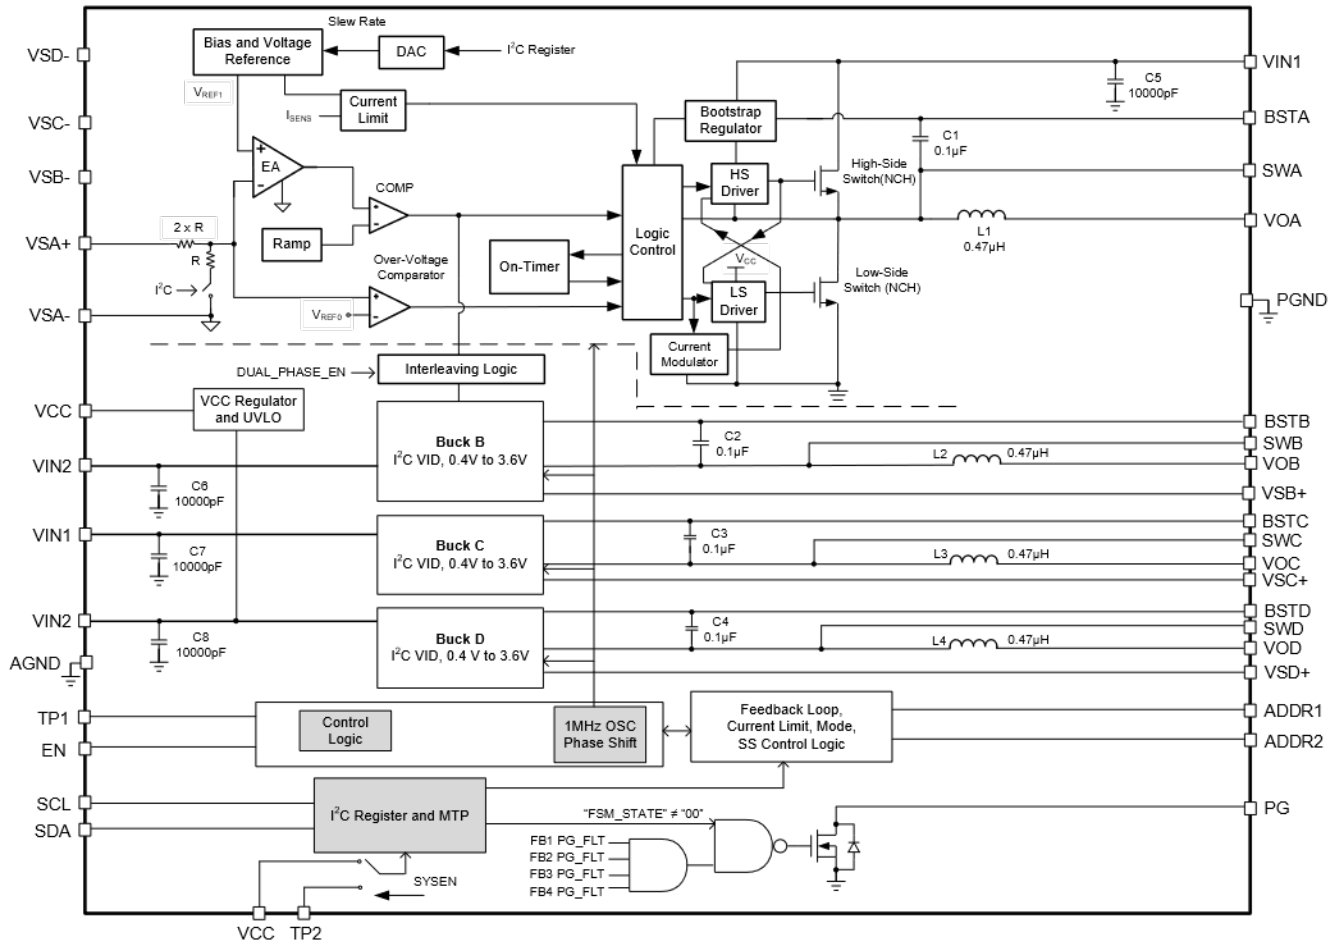 Slew Rate
Bias and Voltage
Reference
DAC
I²C Register
VSD-
VIN1
C5
10000pF
VREF1
Current
Limit
ISENS
Bootstrap
Regulator
VSC-
BSTA
C1
0.1µF
EA
COMP
HS
Driver
High-Side
Switch(NCH)
VSB-
SWA
2 x R
Ramp
Logic
Control
L1
0.47µH
VSA+
VOA
R
Over-Voltage
Comparator
On-Timer
VCC
I²C
LS
Driver
Low-Side
Switch (NCH)
VREF0
VSA-
PGND
Current
Modulator
DUAL_PHASE_EN
Interleaving Logic
VCC
VCC Regulator
and UVLO
BSTB
Buck B
I²C VID, 0.4V to 3.6V
C2
0.1µF
SWB
L2
0.47µH
VIN2
VOB
C6
10000pF
VSB+
VIN1
BSTC
C7
10000pF
Buck C
I²C VID, 0.4V to 3.6V
C3
0.1µF
SWC
L3
0.47µH
VOC
VSC+
VIN2
BSTD
C8
10000pF
Buck D
I²C VID, 0.4 V to 3.6V
C4
0.1µF
SWD
L4
0.47µH
VOD
AGND
VSD+
TP1
Control
Logic
1MHz OSC
Phase Shift
Feedback Loop,
Current Limit, Mode,
SS Control Logic
ADDR1
EN
ADDR2
SCL
I²C Register and MTP
"FSM_STATE" ≠ "00"
PG
SDA
FB1 PG_FLT
FB2 PG_FLT
FB3 PG_FLT
FB4 PG_FLT
SYSEN
VCC
TP2